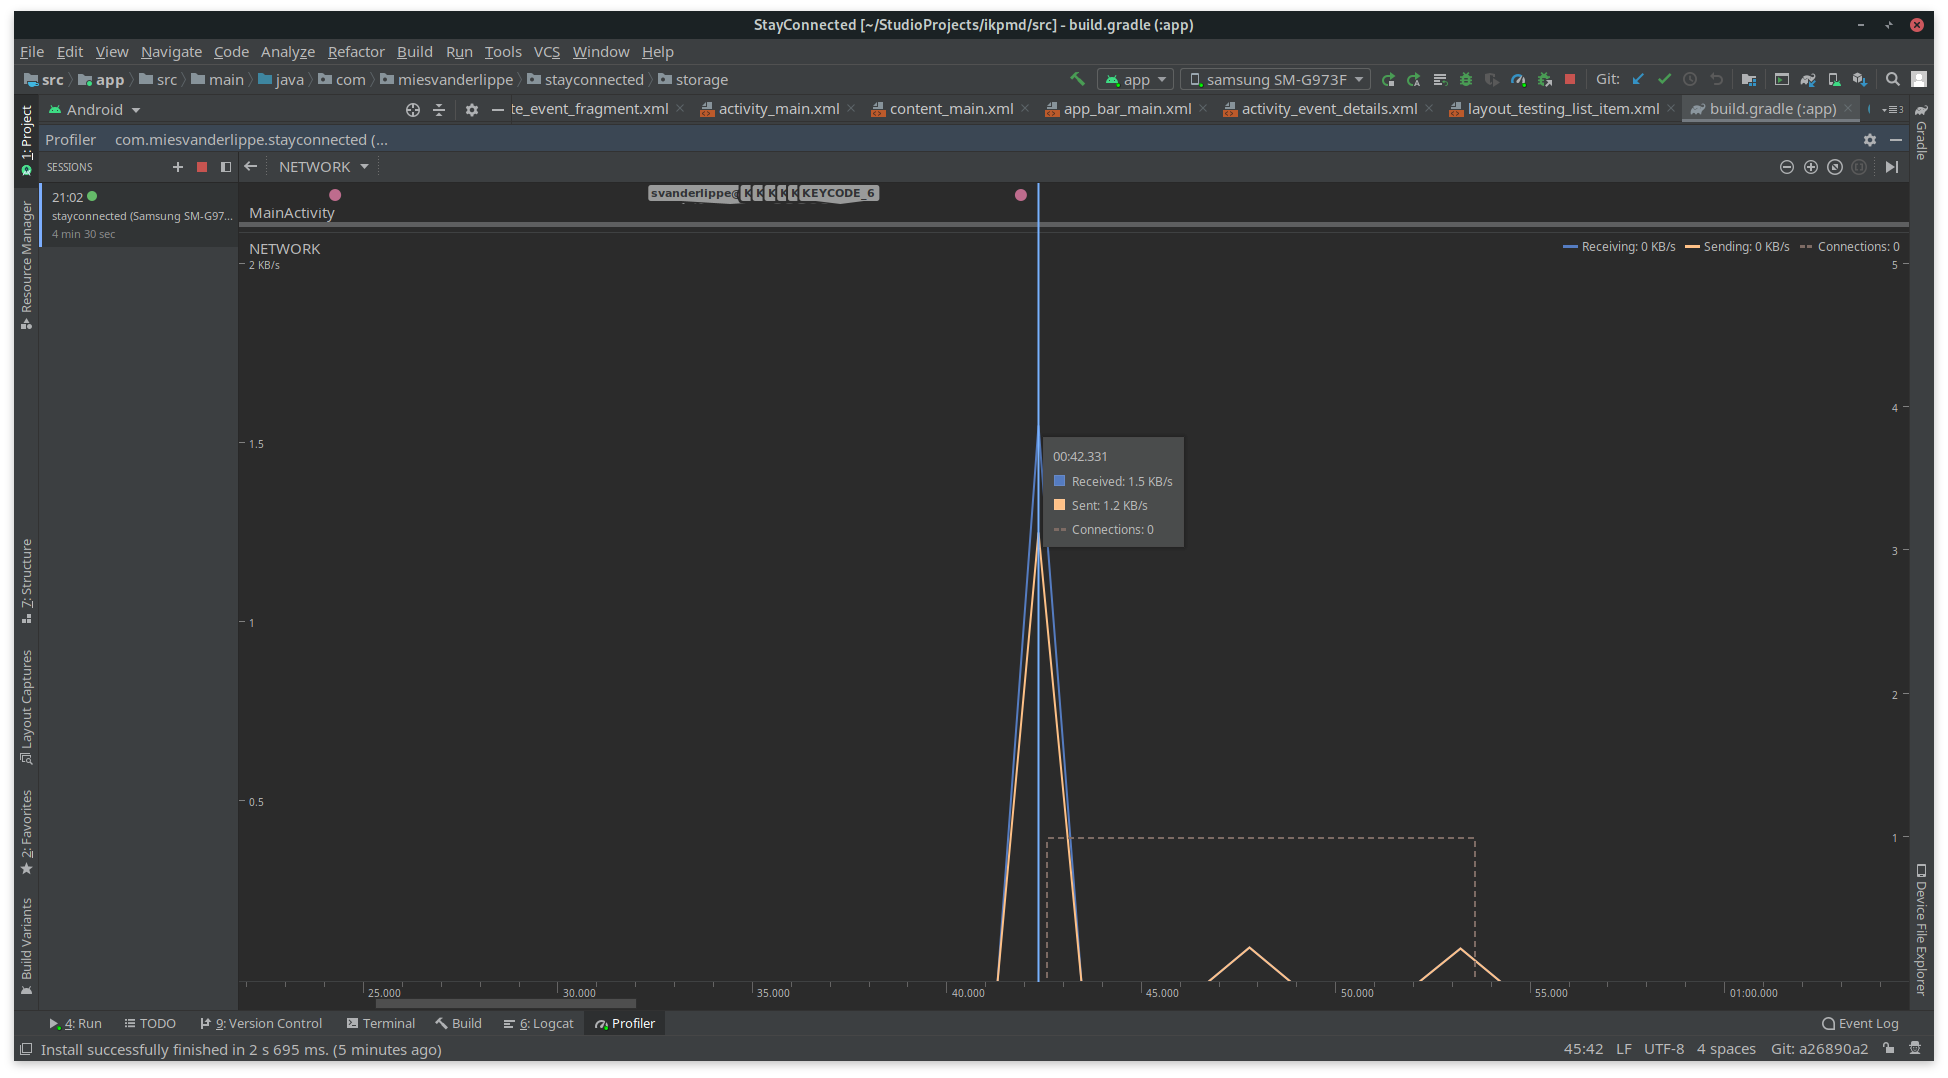 StayConnected [~/StudioProjects/ikpmd/src] - build.gradle (:app)
File Edit View Navigate Code Analyze Refactor Build Run Tools VCS Window Help
src app src main java com miesvanderlippe stayconnected storage app samsung SM-G973F Git:
1: Project
Android te_event_fragment.xml activity_main.xml content_main.xml app_bar_main.xml activity_event_details.xml layout_testing_list_item.xml build.gradle (:app) 3
Gradle
Profiler com.miesvanderlippe.stayconnected (...
SESSIONS NETWORK
21:02
stayconnected (Samsung SM-G97...
4 min 30 sec
svanderlippe@ K K K K K KEYCODE_6
MainActivity
NETWORK
Receiving: 0 KB/s Sending: 0 KB/s Connections: 0
2 KB/s
5
4
1.5
00:42.331
Received: 1.5 KB/s
Sent: 1.2 KB/s
Connections: 0
3
1
2
0.5
1
25.000 30.000 35.000 40.000 45.000 50.000 55.000 01:00.000
Resource Manager
7: Structure
Layout Captures
2: Favorites
Build Variants
Device File Explorer
4: Run TODO 9: Version Control Terminal Build 6: Logcat Profiler Event Log
Install successfully finished in 2 s 695 ms. (5 minutes ago) 45:42 LF UTF-8 4 spaces Git: a26890a2